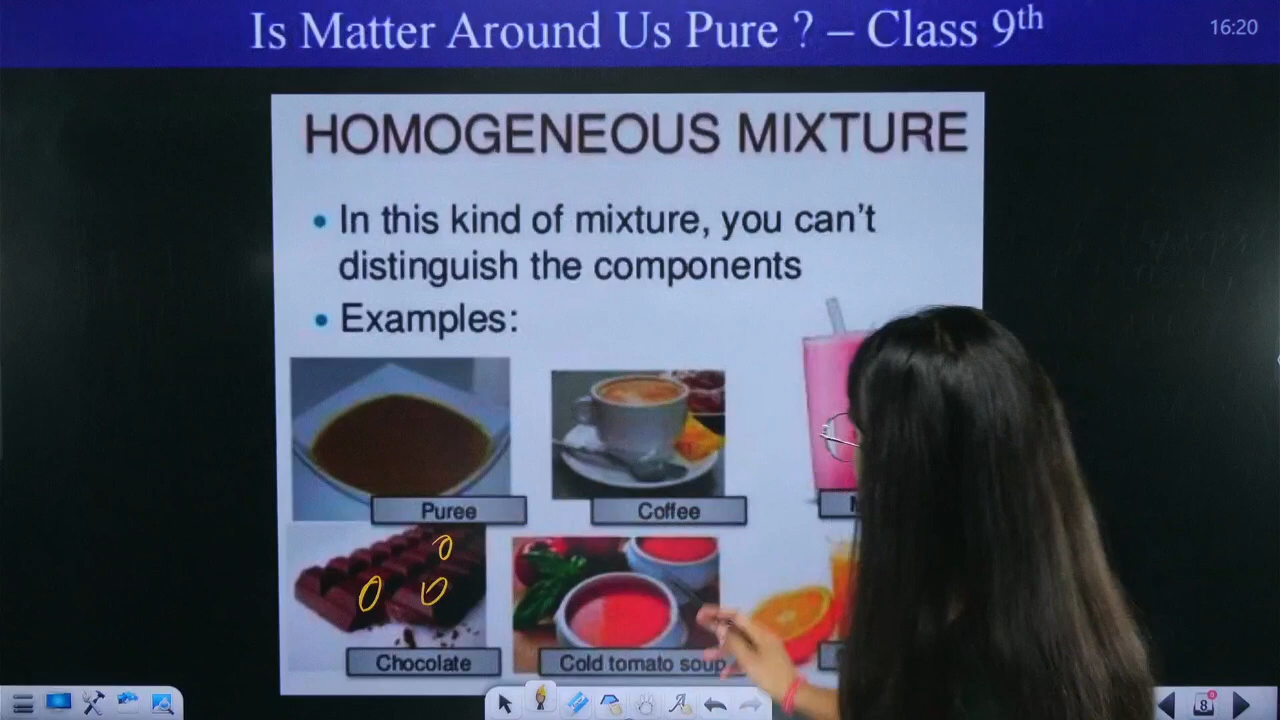 Is Matter Around Us Pure ? – Class 9th
16:20
HOMOGENEOUS MIXTURE
• In this kind of mixture, you can't
distinguish the components
• Examples:
Puree
Coffee
Chocolate
Cold tomato soup
8